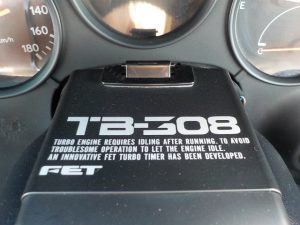 140
160
180
km/h
E
TB-308
TURBO ENGINE REQUIRES IDLING AFTER RUNNING. TO AVOID
TROUBLESOME OPERATION TO LET THE ENGINE IDLE.
AN INNOVATIVE FET TURBO TIMER HAS BEEN DEVELOPED.
FET